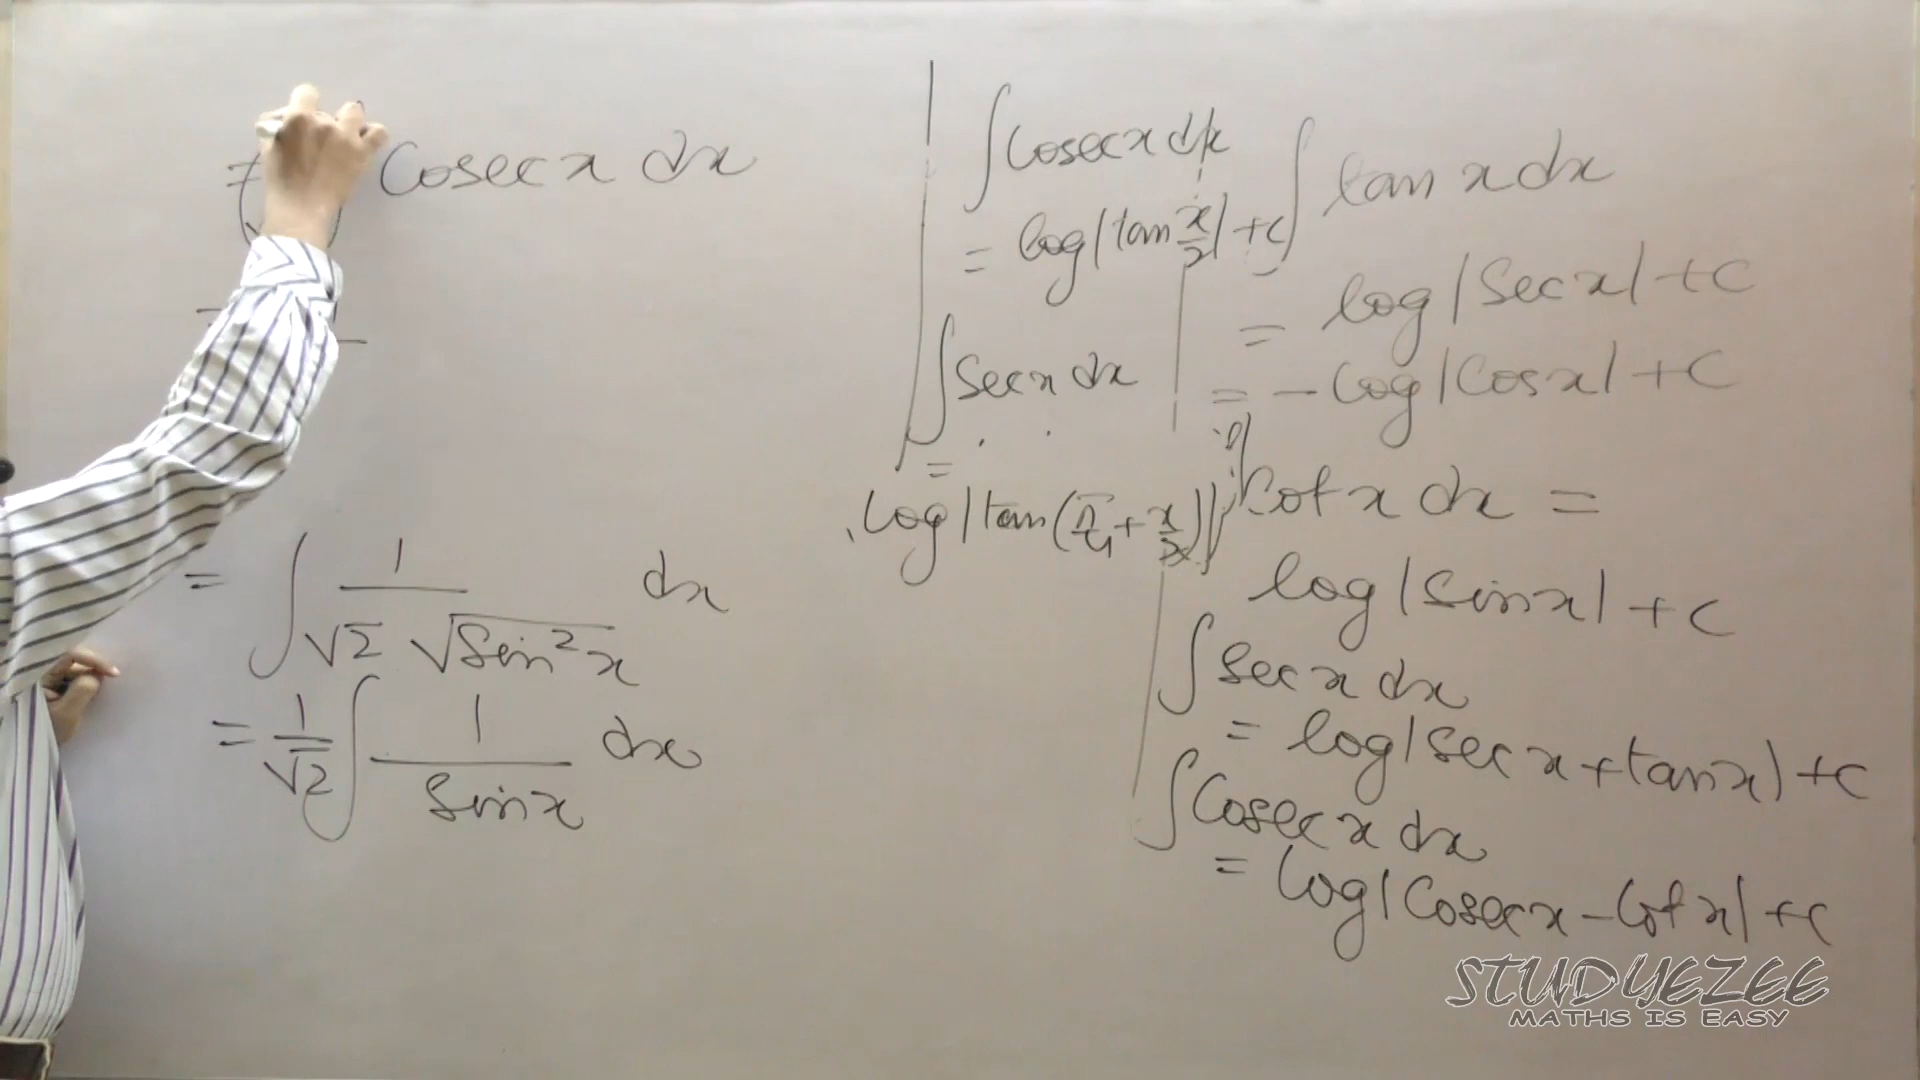 = cosec x dx
= ∫ 1/(√2 √sin²x) dx
= 1/√2 ∫ 1/sin x dx
∫ cosec x dx
= log|tan x/2| + c
∫ sec x dx
=
log|tan(π/4 + x/2)|
∫ tan x dx
= log|sec x| + c
= -log|cos x| + c
∫ cot x dx =
log|sin x| + c
∫ sec x dx
= log|sec x + tan x| + c
∫ cosec x dx
= log|cosec x - cot x| + c
STUDYEZEE
MATHS IS EASY